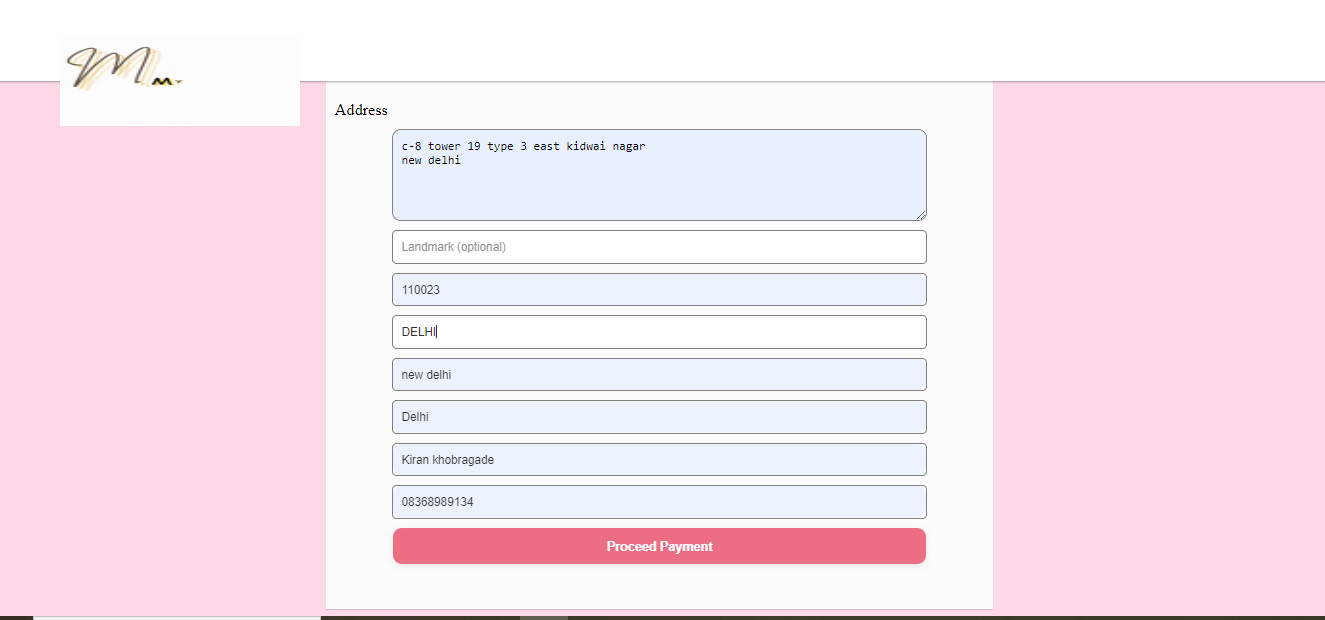 Address
c-8 tower 19 type 3 east kidwai nagar
new delhi
Landmark (optional)
110023
DELHI
new delhi
Delhi
Kiran khobragade
08368989134
Proceed Payment